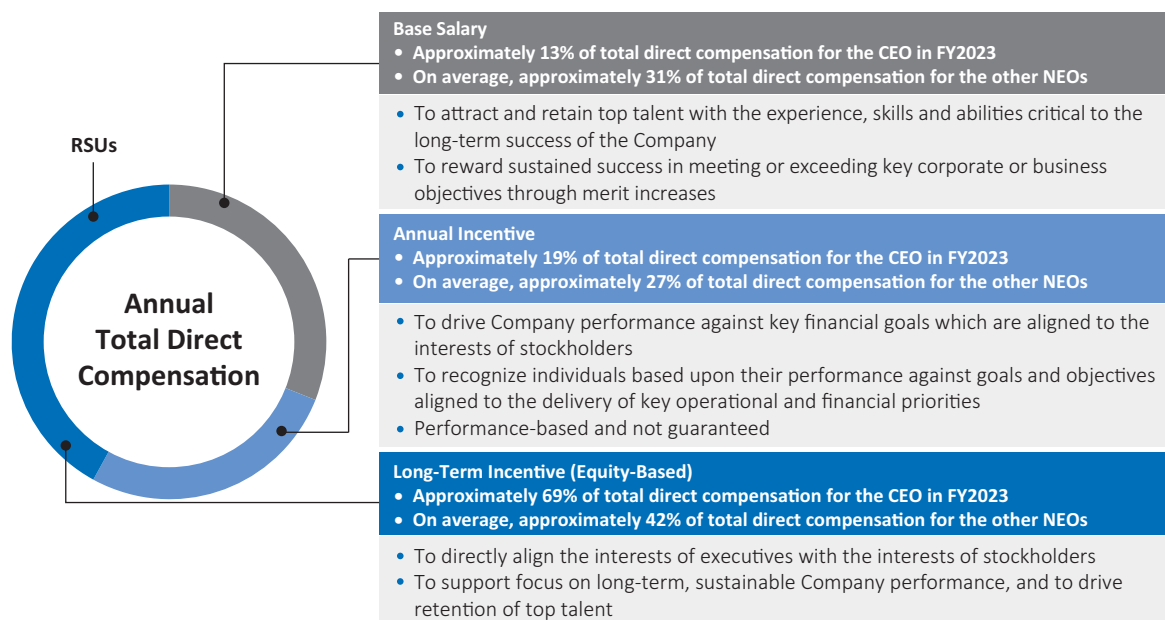 RSUs
Annual
Total Direct
Compensation
Base Salary
• Approximately 13% of total direct compensation for the CEO in FY2023
• On average, approximately 31% of total direct compensation for the other NEOs
• To attract and retain top talent with the experience, skills and abilities critical to the
long-term success of the Company
• To reward sustained success in meeting or exceeding key corporate or business
objectives through merit increases
Annual Incentive
• Approximately 19% of total direct compensation for the CEO in FY2023
• On average, approximately 27% of total direct compensation for the other NEOs
• To drive Company performance against key financial goals which are aligned to the
interests of stockholders
• To recognize individuals based upon their performance against goals and objectives
aligned to the delivery of key operational and financial priorities
• Performance-based and not guaranteed
Long-Term Incentive (Equity-Based)
• Approximately 69% of total direct compensation for the CEO in FY2023
• On average, approximately 42% of total direct compensation for the other NEOs
• To directly align the interests of executives with the interests of stockholders
• To support focus on long-term, sustainable Company performance, and to drive
retention of top talent